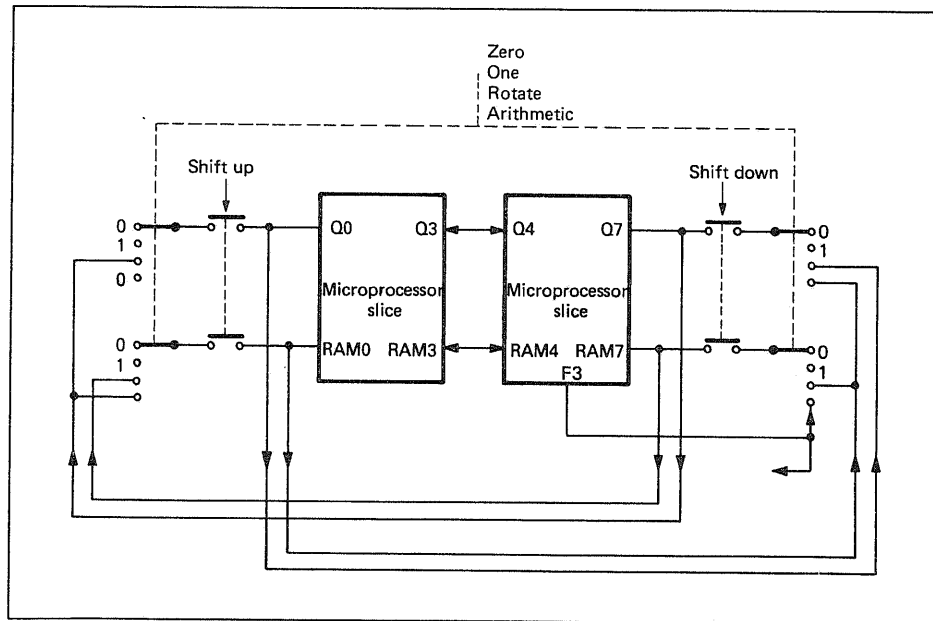 Zero
One
Rotate
Arithmetic
Shift up
Shift down
0
1
0
0
1
Q0 Q3
Microprocessor
slice
RAM0 RAM3
Q4 Q7
Microprocessor
slice
RAM4 RAM7
F3
0
1
0
1